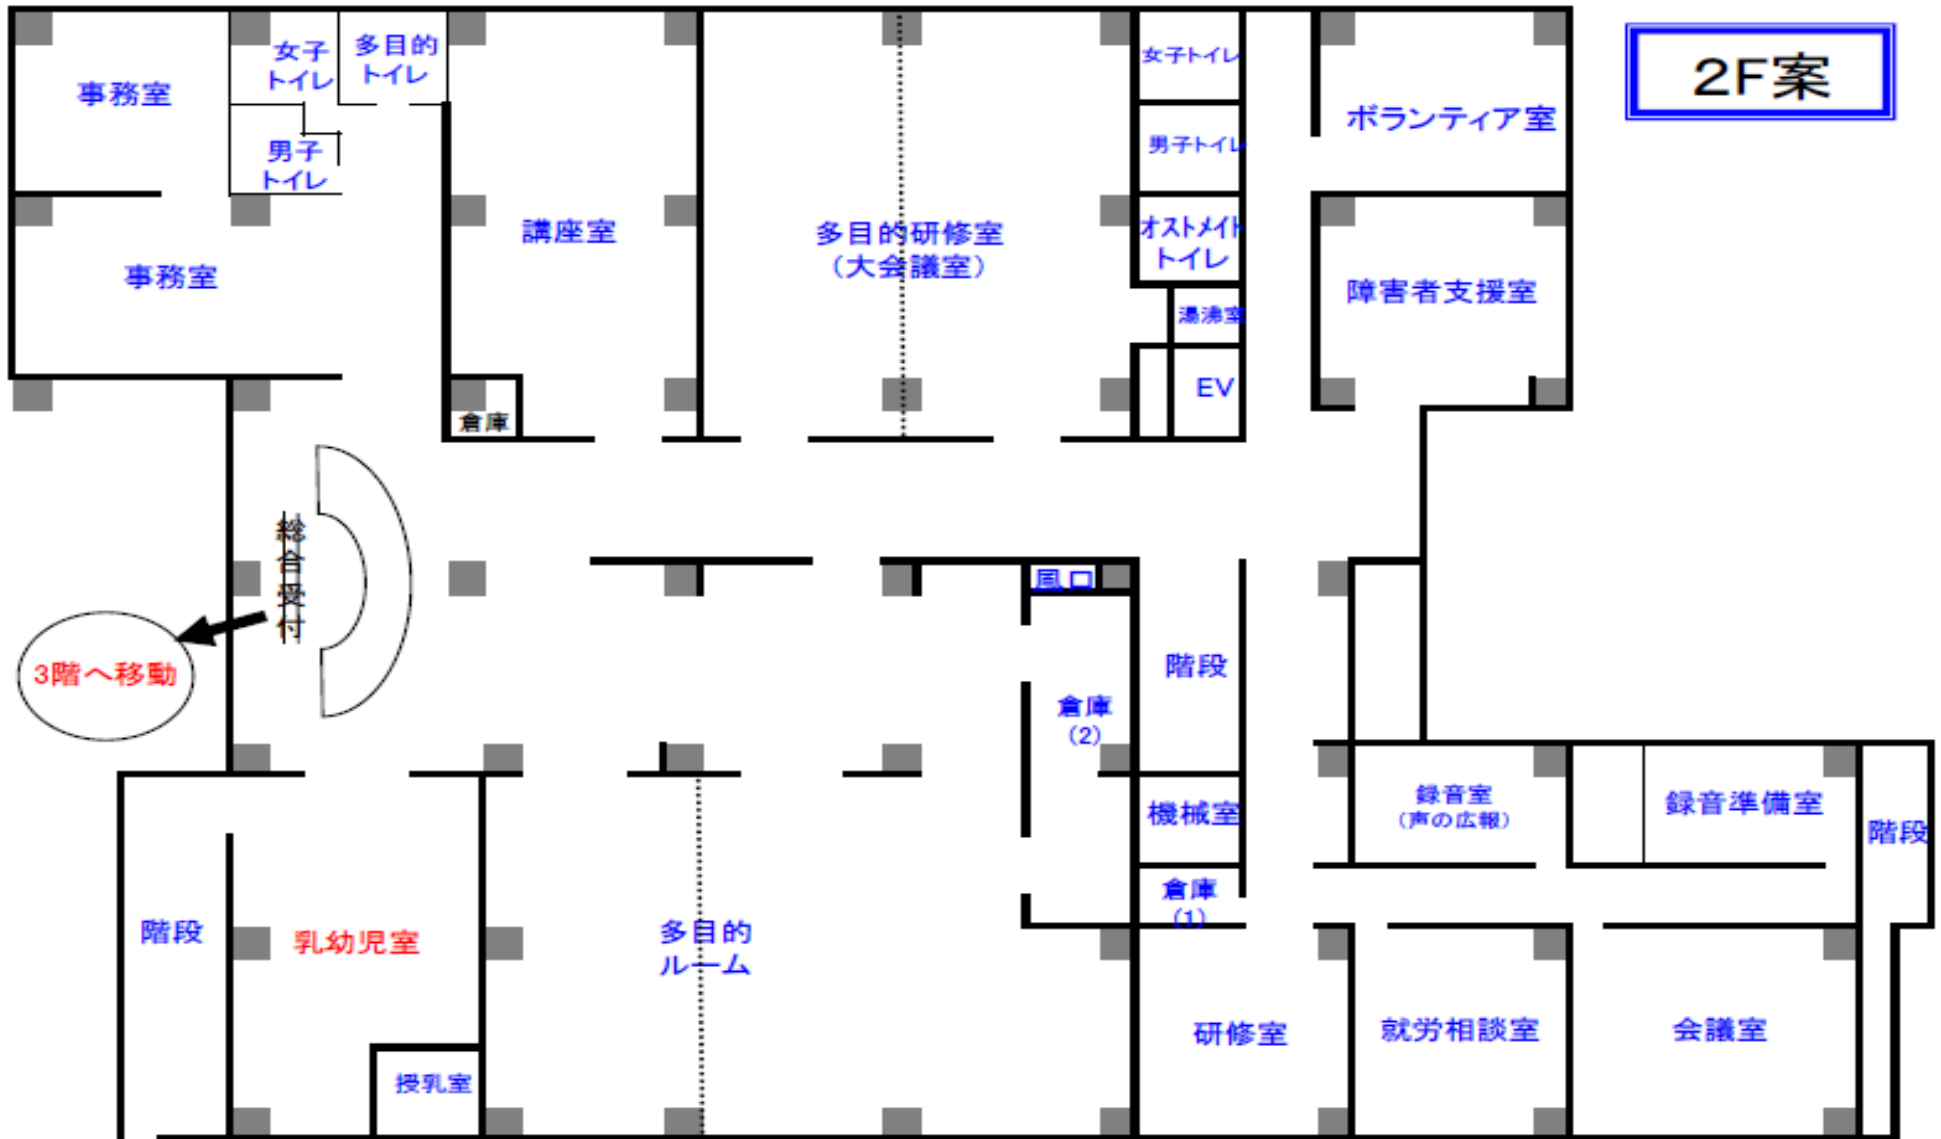 2F案
事務室
女子
トイレ
多目的
トイレ
男子
トイレ
事務室
講座室
倉庫
多目的研修室
（大会議室）
女子トイレ
男子トイレ
オストメイト
トイレ
湯沸室
EV
ボランティア室
障害者支援室
総合受付
3階へ移動
風口
倉庫
(2)
階段
機械室
倉庫
(1)
録音室
（声の広報）
録音準備室
階段
階段
乳幼児室
授乳室
多目的
ルーム
研修室
就労相談室
会議室